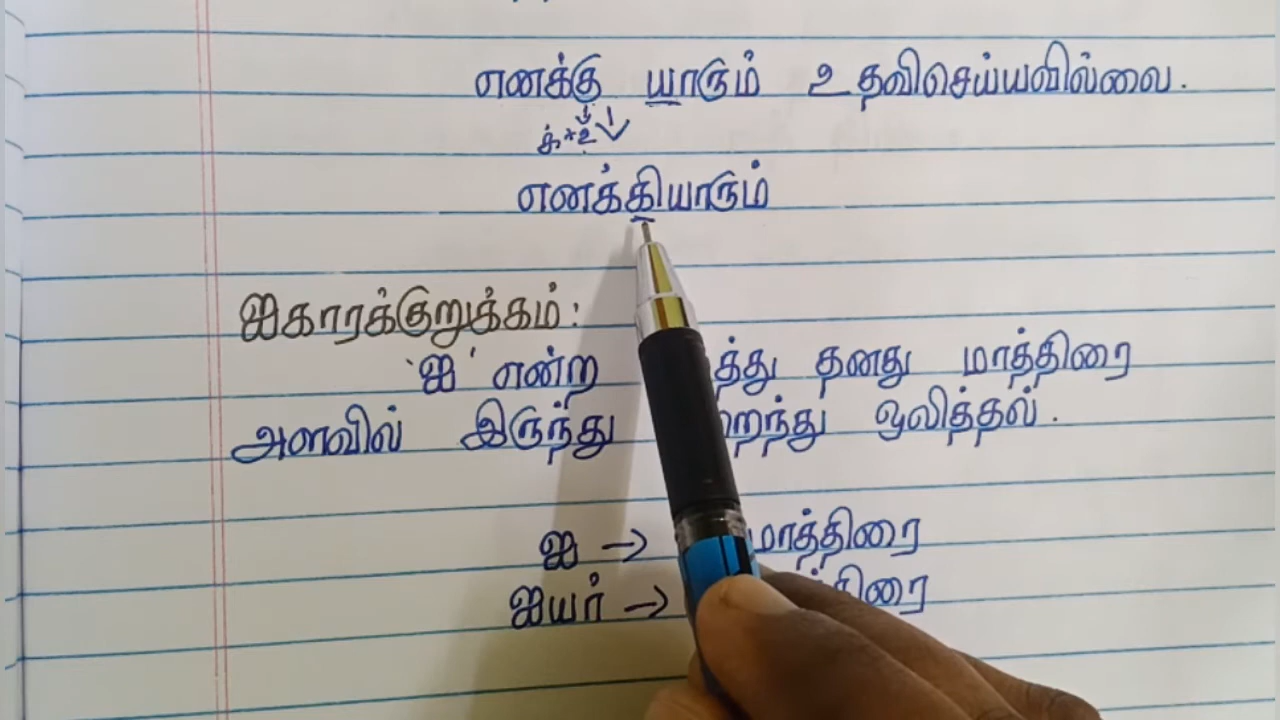 எனக்கு யாரும் உதவிசெய்யவில்லை.
க்+உ
எனக்கியாரும்
ஐகாரக்குறுக்கம்:
'ஐ' என்ற தனது மாத்திரை
அளவில் இருந்து ஒலித்தல்.
ஐ → மாத்திரை
ஐயர் →